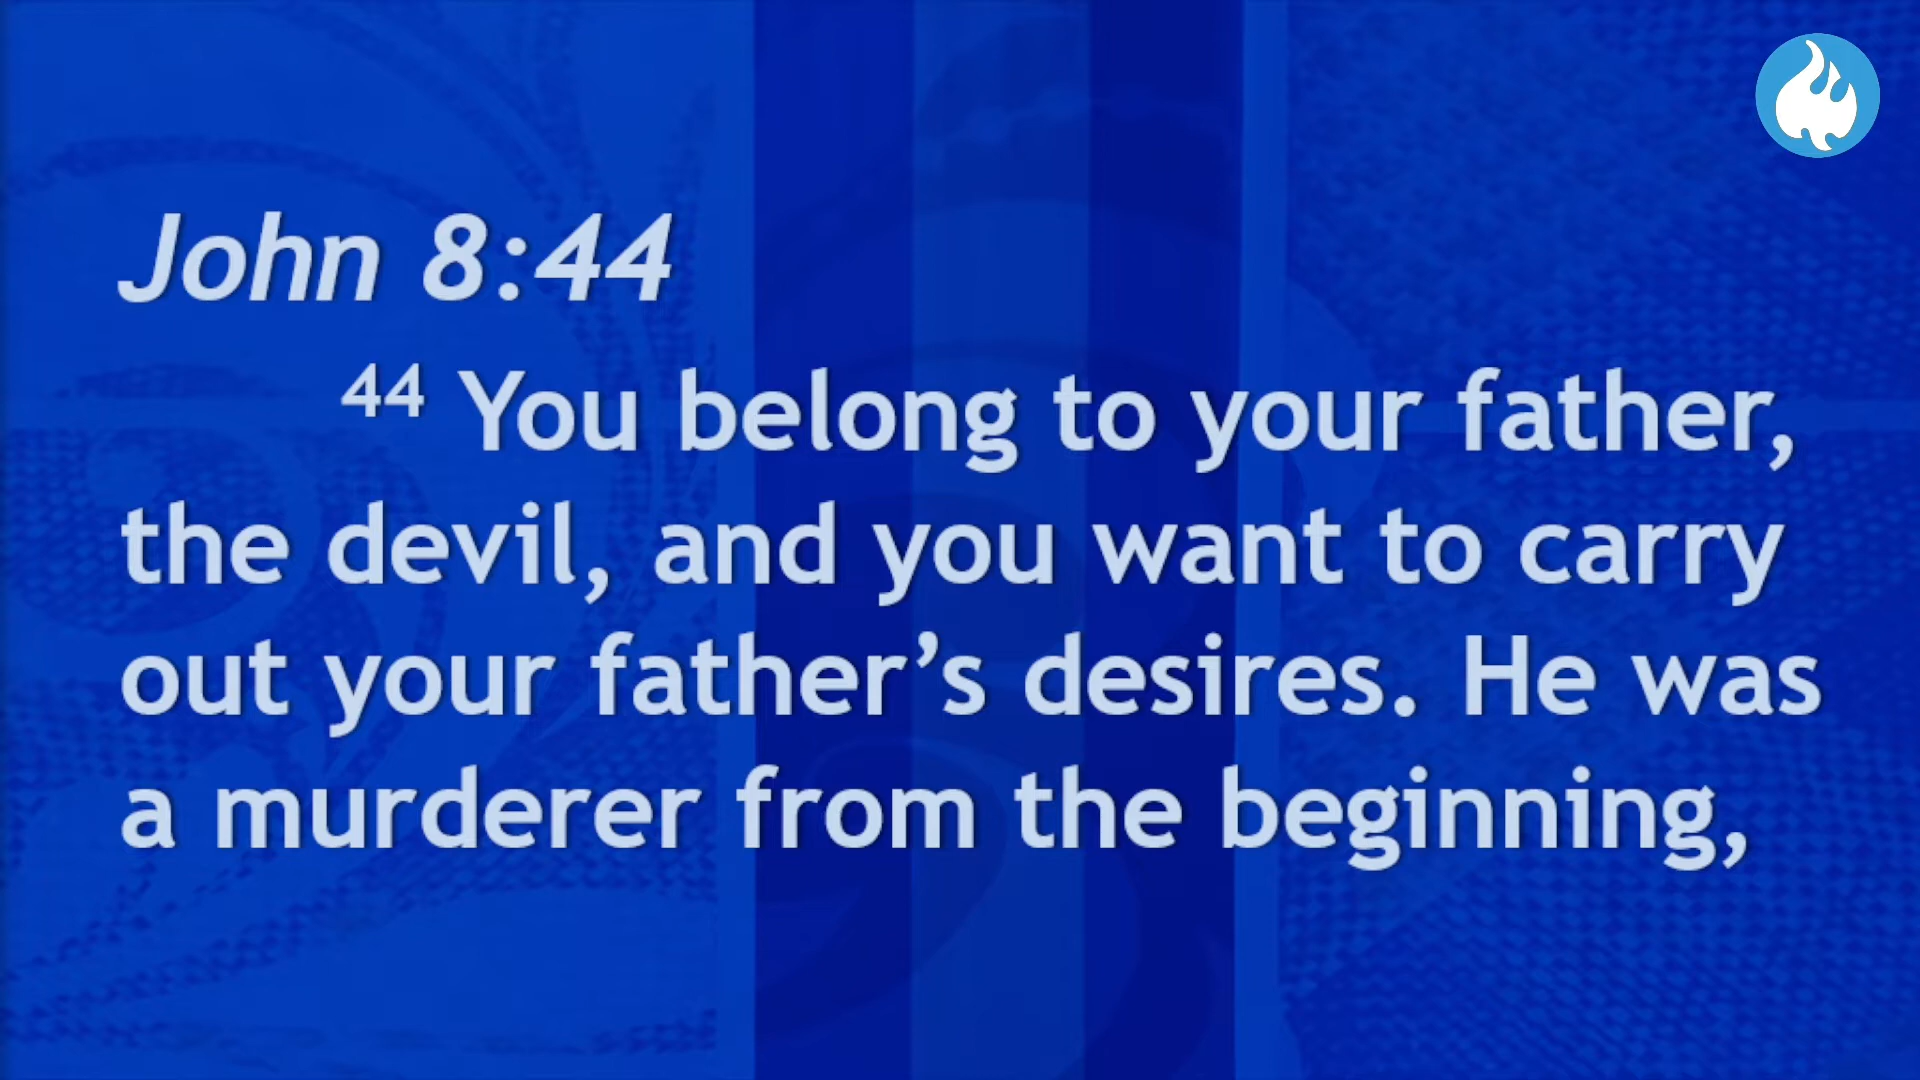 John 8:44
44 You belong to your father,
the devil, and you want to carry
out your father’s desires. He was
a murderer from the beginning,